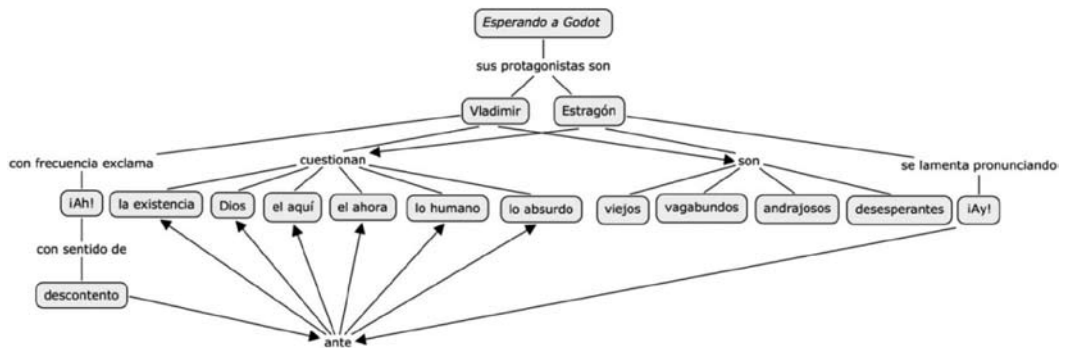 Esperando a Godot
sus protagonistas son
Vladimir
Estragón
con frecuencia exclama
cuestionan
son
se lamenta pronunciando
¡Ah!
la existencia
Dios
el aquí
el ahora
lo humano
lo absurdo
viejos
vagabundos
andrajosos
desesperantes
¡Ay!
con sentido de
descontento
ante